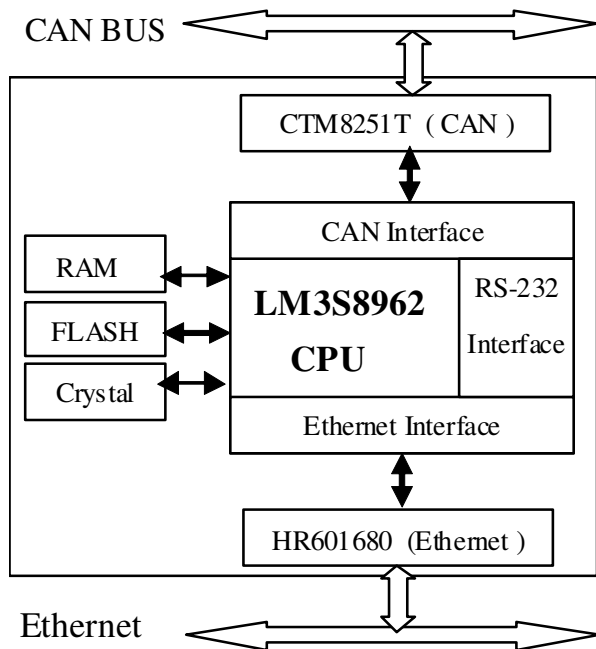 CAN BUS
CTM8251T ( CAN )
CAN Interface
RAM
FLASH
Crystal
LM3S8962
CPU
RS-232
Interface
Ethernet Interface
HR601680 (Ethernet )
Ethernet